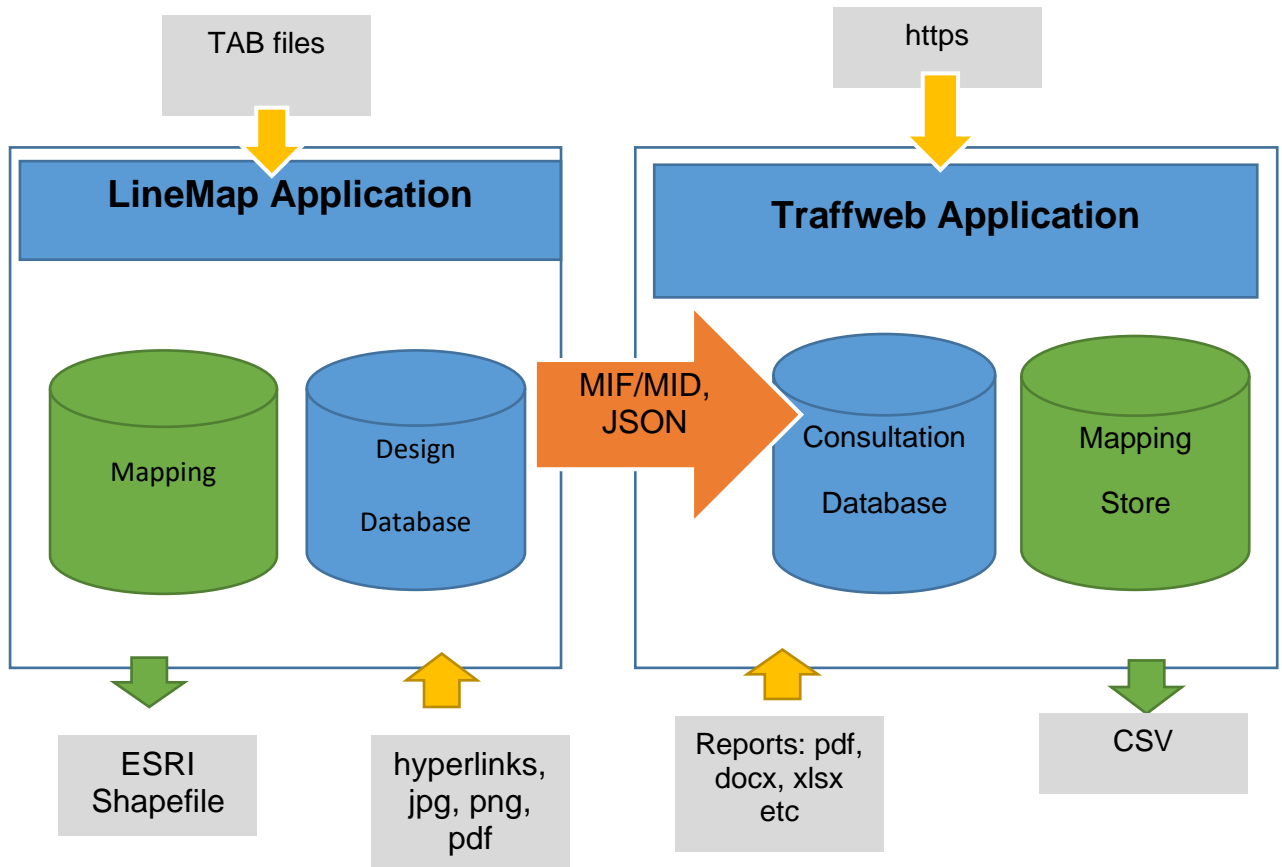 TAB files
https
LineMap Application
Traffweb Application
Mapping
Design
Database
MIF/MID,
JSON
Consultation
Database
Mapping
Store
ESRI
Shapefile
hyperlinks,
jpg, png,
pdf
Reports: pdf,
docx, xlsx
etc
CSV